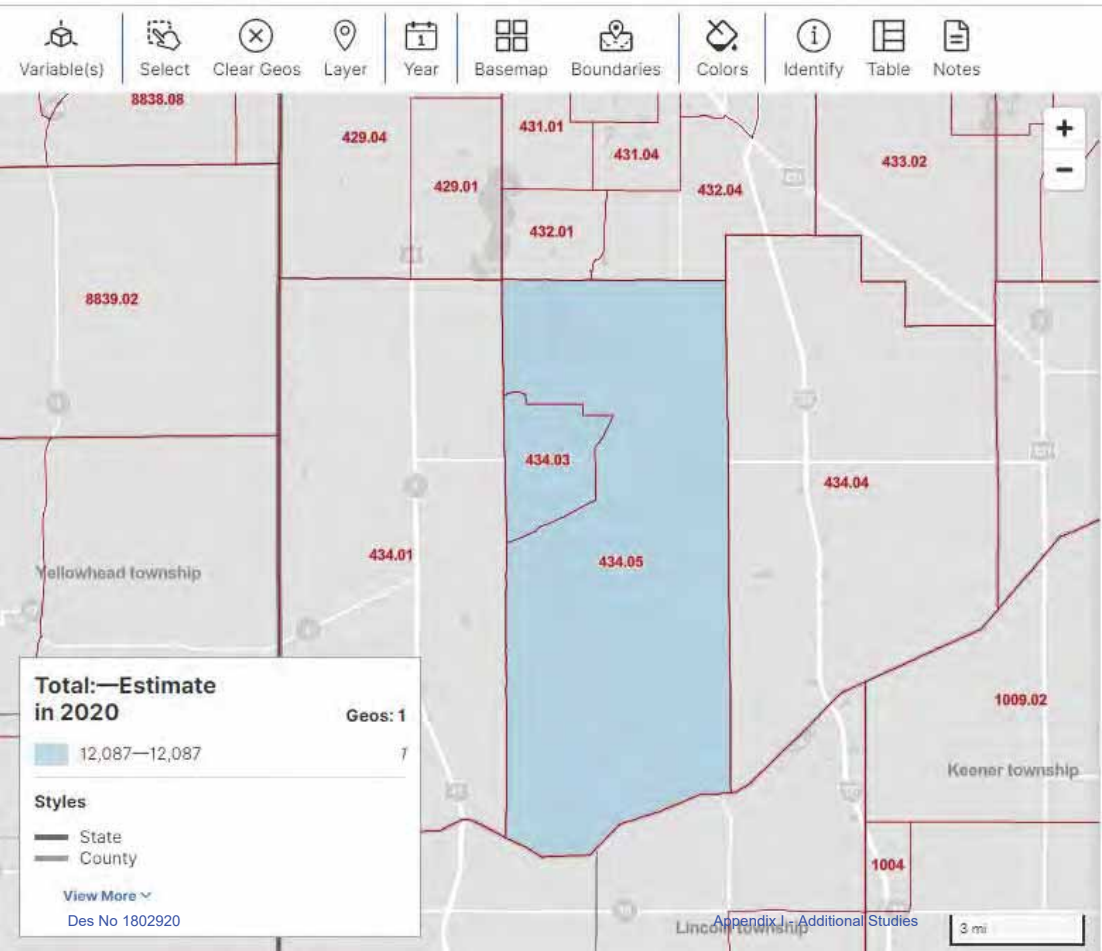 Variable(s) Select Clear Geos Layer Year Basemap Boundaries Colors Identify Table Notes
8838.08
429.04
431.01
431.04
433.02
429.01
432.04
432.01
8839.02
434.03
434.04
434.01
434.05
Yellowhead township
Total:—Estimate
in 2020
Geos: 1
12,087—12,087
1
Styles
State
County
View More
Des No 1802920
1009.02
Keener township
1004
Lincoln township
Appendix I - Additional Studies
3 mi
+
−